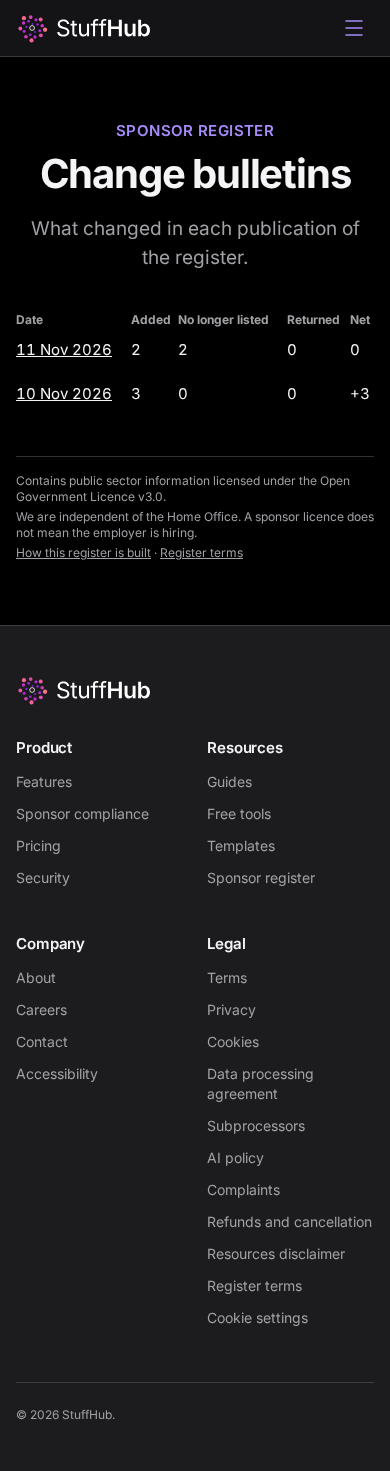 StuffHub
SPONSOR REGISTER
Change bulletins
What changed in each publication of
the register.
Date Added No longer listed Returned Net
11 Nov 2026 2 2 0 0
10 Nov 2026 3 0 0 +3
Contains public sector information licensed under the Open
Government Licence v3.0.
We are independent of the Home Office. A sponsor licence does
not mean the employer is hiring.
How this register is built · Register terms
StuffHub
Product
Features
Sponsor compliance
Pricing
Security
Resources
Guides
Free tools
Templates
Sponsor register
Company
About
Careers
Contact
Accessibility
Legal
Terms
Privacy
Cookies
Data processing
agreement
Subprocessors
AI policy
Complaints
Refunds and cancellation
Resources disclaimer
Register terms
Cookie settings
© 2026 StuffHub.